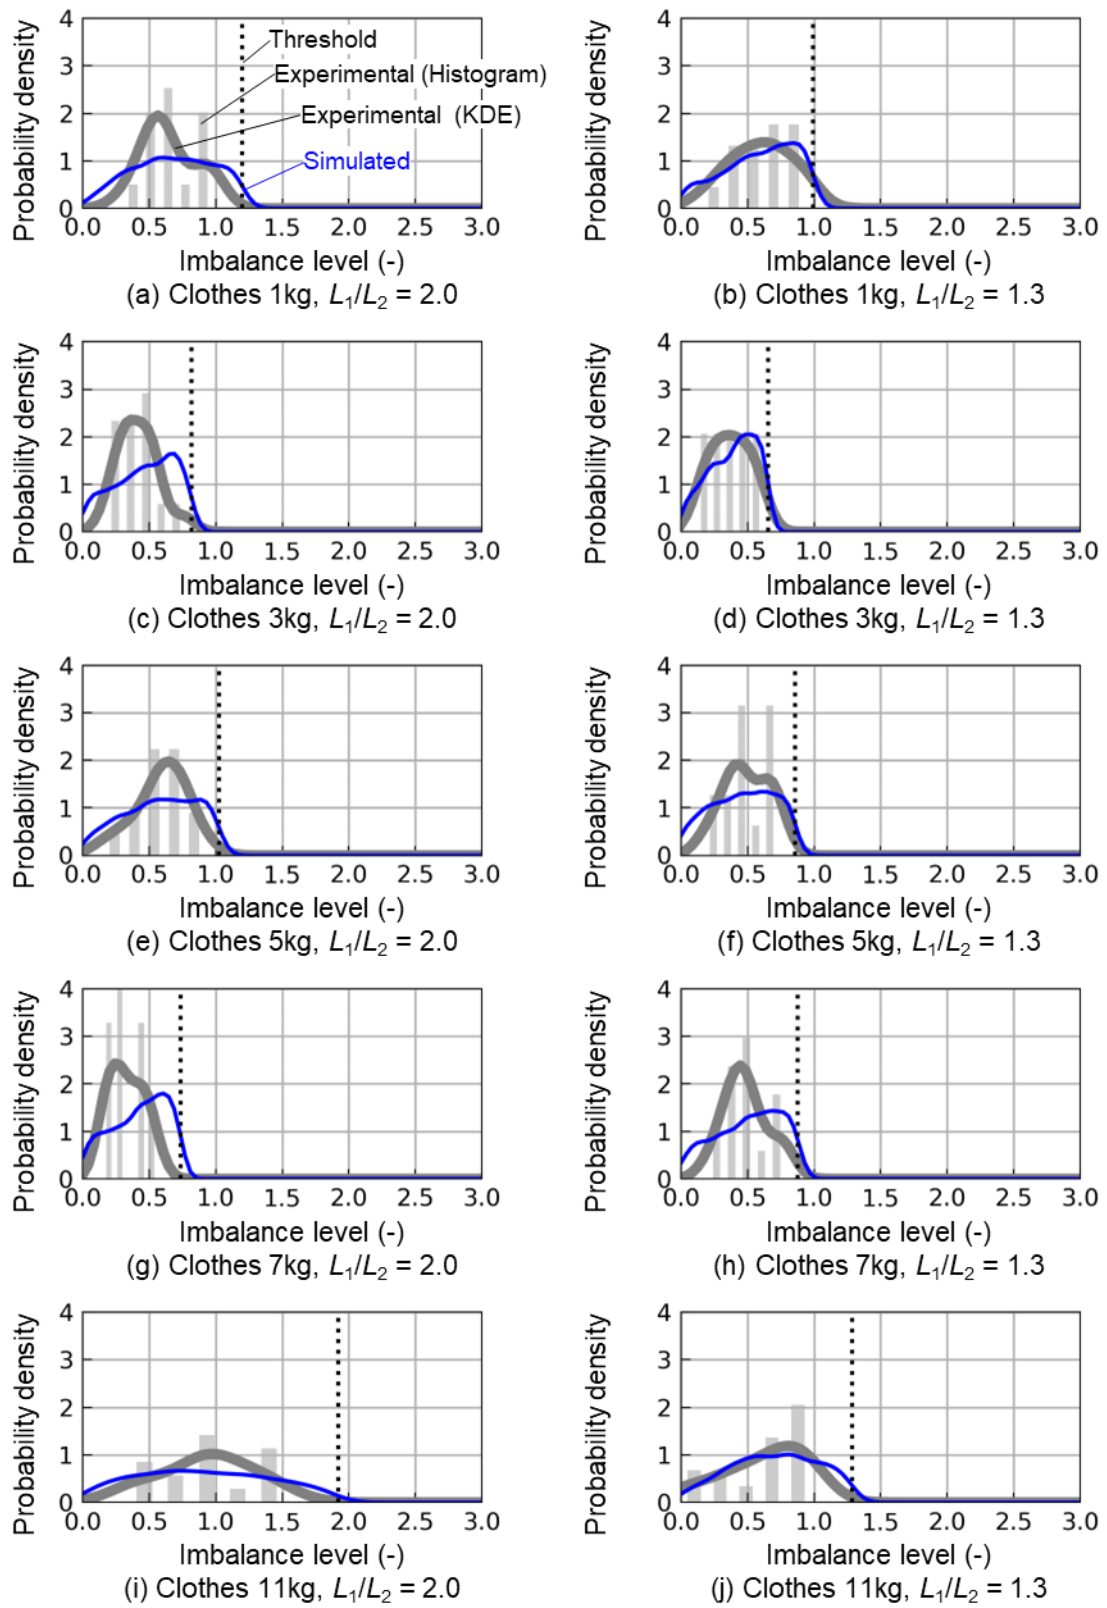 4
3
2
1
0
Probability density
Threshold
Experimental (Histogram)
Experimental (KDE)
Simulated
0.0 0.5 1.0 1.5 2.0 2.5 3.0
Imbalance level (-)
(a) Clothes 1kg, L1/L2 = 2.0
4
3
2
1
0
Probability density
0.0 0.5 1.0 1.5 2.0 2.5 3.0
Imbalance level (-)
(b) Clothes 1kg, L1/L2 = 1.3
4
3
2
1
0
Probability density
0.0 0.5 1.0 1.5 2.0 2.5 3.0
Imbalance level (-)
(c) Clothes 3kg, L1/L2 = 2.0
4
3
2
1
0
Probability density
0.0 0.5 1.0 1.5 2.0 2.5 3.0
Imbalance level (-)
(d) Clothes 3kg, L1/L2 = 1.3
4
3
2
1
0
Probability density
0.0 0.5 1.0 1.5 2.0 2.5 3.0
Imbalance level (-)
(e) Clothes 5kg, L1/L2 = 2.0
4
3
2
1
0
Probability density
0.0 0.5 1.0 1.5 2.0 2.5 3.0
Imbalance level (-)
(f) Clothes 5kg, L1/L2 = 1.3
4
3
2
1
0
Probability density
0.0 0.5 1.0 1.5 2.0 2.5 3.0
Imbalance level (-)
(g) Clothes 7kg, L1/L2 = 2.0
4
3
2
1
0
Probability density
0.0 0.5 1.0 1.5 2.0 2.5 3.0
Imbalance level (-)
(h) Clothes 7kg, L1/L2 = 1.3
4
3
2
1
0
Probability density
0.0 0.5 1.0 1.5 2.0 2.5 3.0
Imbalance level (-)
(i) Clothes 11kg, L1/L2 = 2.0
4
3
2
1
0
Probability density
0.0 0.5 1.0 1.5 2.0 2.5 3.0
Imbalance level (-)
(j) Clothes 11kg, L1/L2 = 1.3